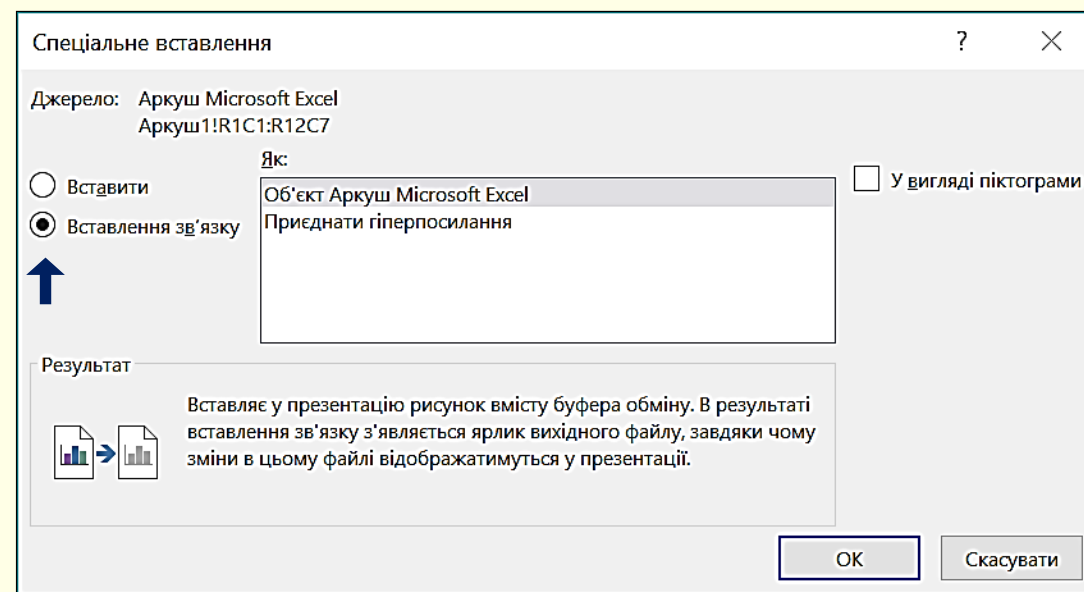 Спеціальне вставлення
?
Джерело: Аркуш Microsoft Excel
Аркуш1!R1C1:R12C7
Як:
Вставити
Вставлення зв'язку
Об'єкт Аркуш Microsoft Excel
Приєднати гіперпосилання
У вигляді піктограми
Результат
Вставляє у презентацію рисунок вмісту буфера обміну. В результаті
вставлення зв'язку з'являється ярлик вихідного файлу, завдяки чому
зміни в цьому файлі відображатимуться у презентації.
ОК
Скасувати